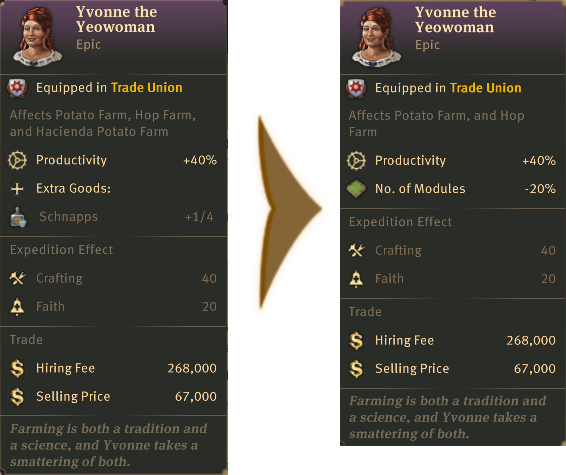 Yvonne the
Yeowoman
Epic
Equipped in Trade Union
Affects Potato Farm, Hop Farm,
and Hacienda Potato Farm
Productivity +40%
Extra Goods:
Schnapps +1/4
Expedition Effect
Crafting 40
Faith 20
Trade
Hiring Fee 268,000
Selling Price 67,000
Farming is both a tradition and
a science, and Yvonne takes a
smattering of both.
Yvonne the
Yeowoman
Epic
Equipped in Trade Union
Affects Potato Farm, and Hop
Farm
Productivity +40%
No. of Modules -20%
Expedition Effect
Crafting 40
Faith 20
Trade
Hiring Fee 268,000
Selling Price 67,000
Farming is both a tradition and
a science, and Yvonne takes a
smattering of both.